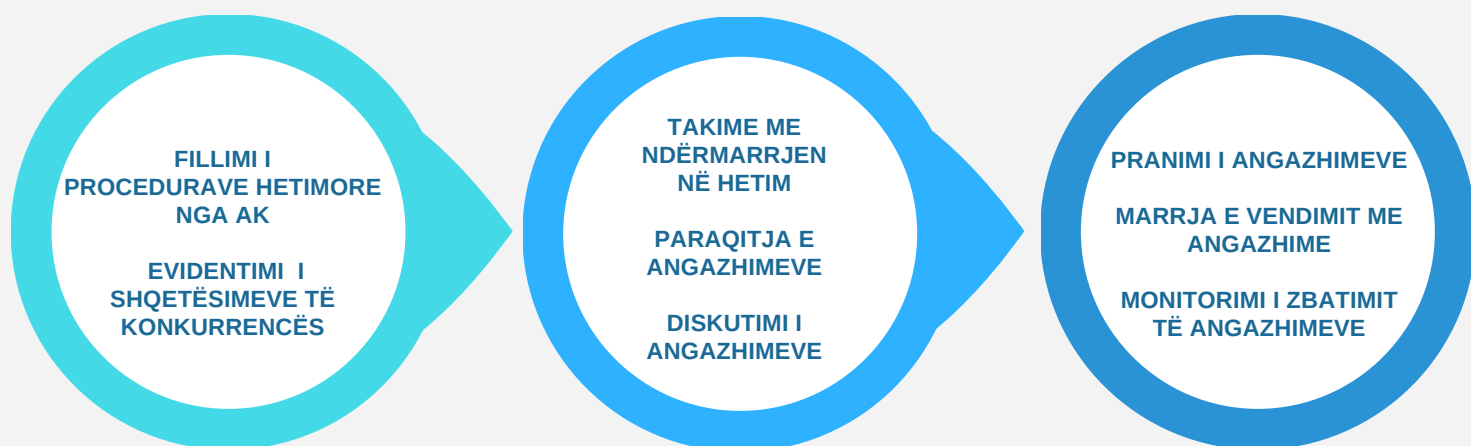 FILLIMI I
PROCEDURAVE HETIMORE
NGA AK
EVIDENTIMI I
SHQETËSIMEVE TË
KONKURRENCËS
TAKIME ME
NDËRMARRJEN
NË HETIM
PARAQITJA E
ANGAZHIMEVE
DISKUTIMI I
ANGAZHIMEVE
PRANIMI I ANGAZHIMEVE
MARRJA E VENDIMIT ME
ANGAZHIME
MONITORIMI I ZBATIMIT
TË ANGAZHIMEVE